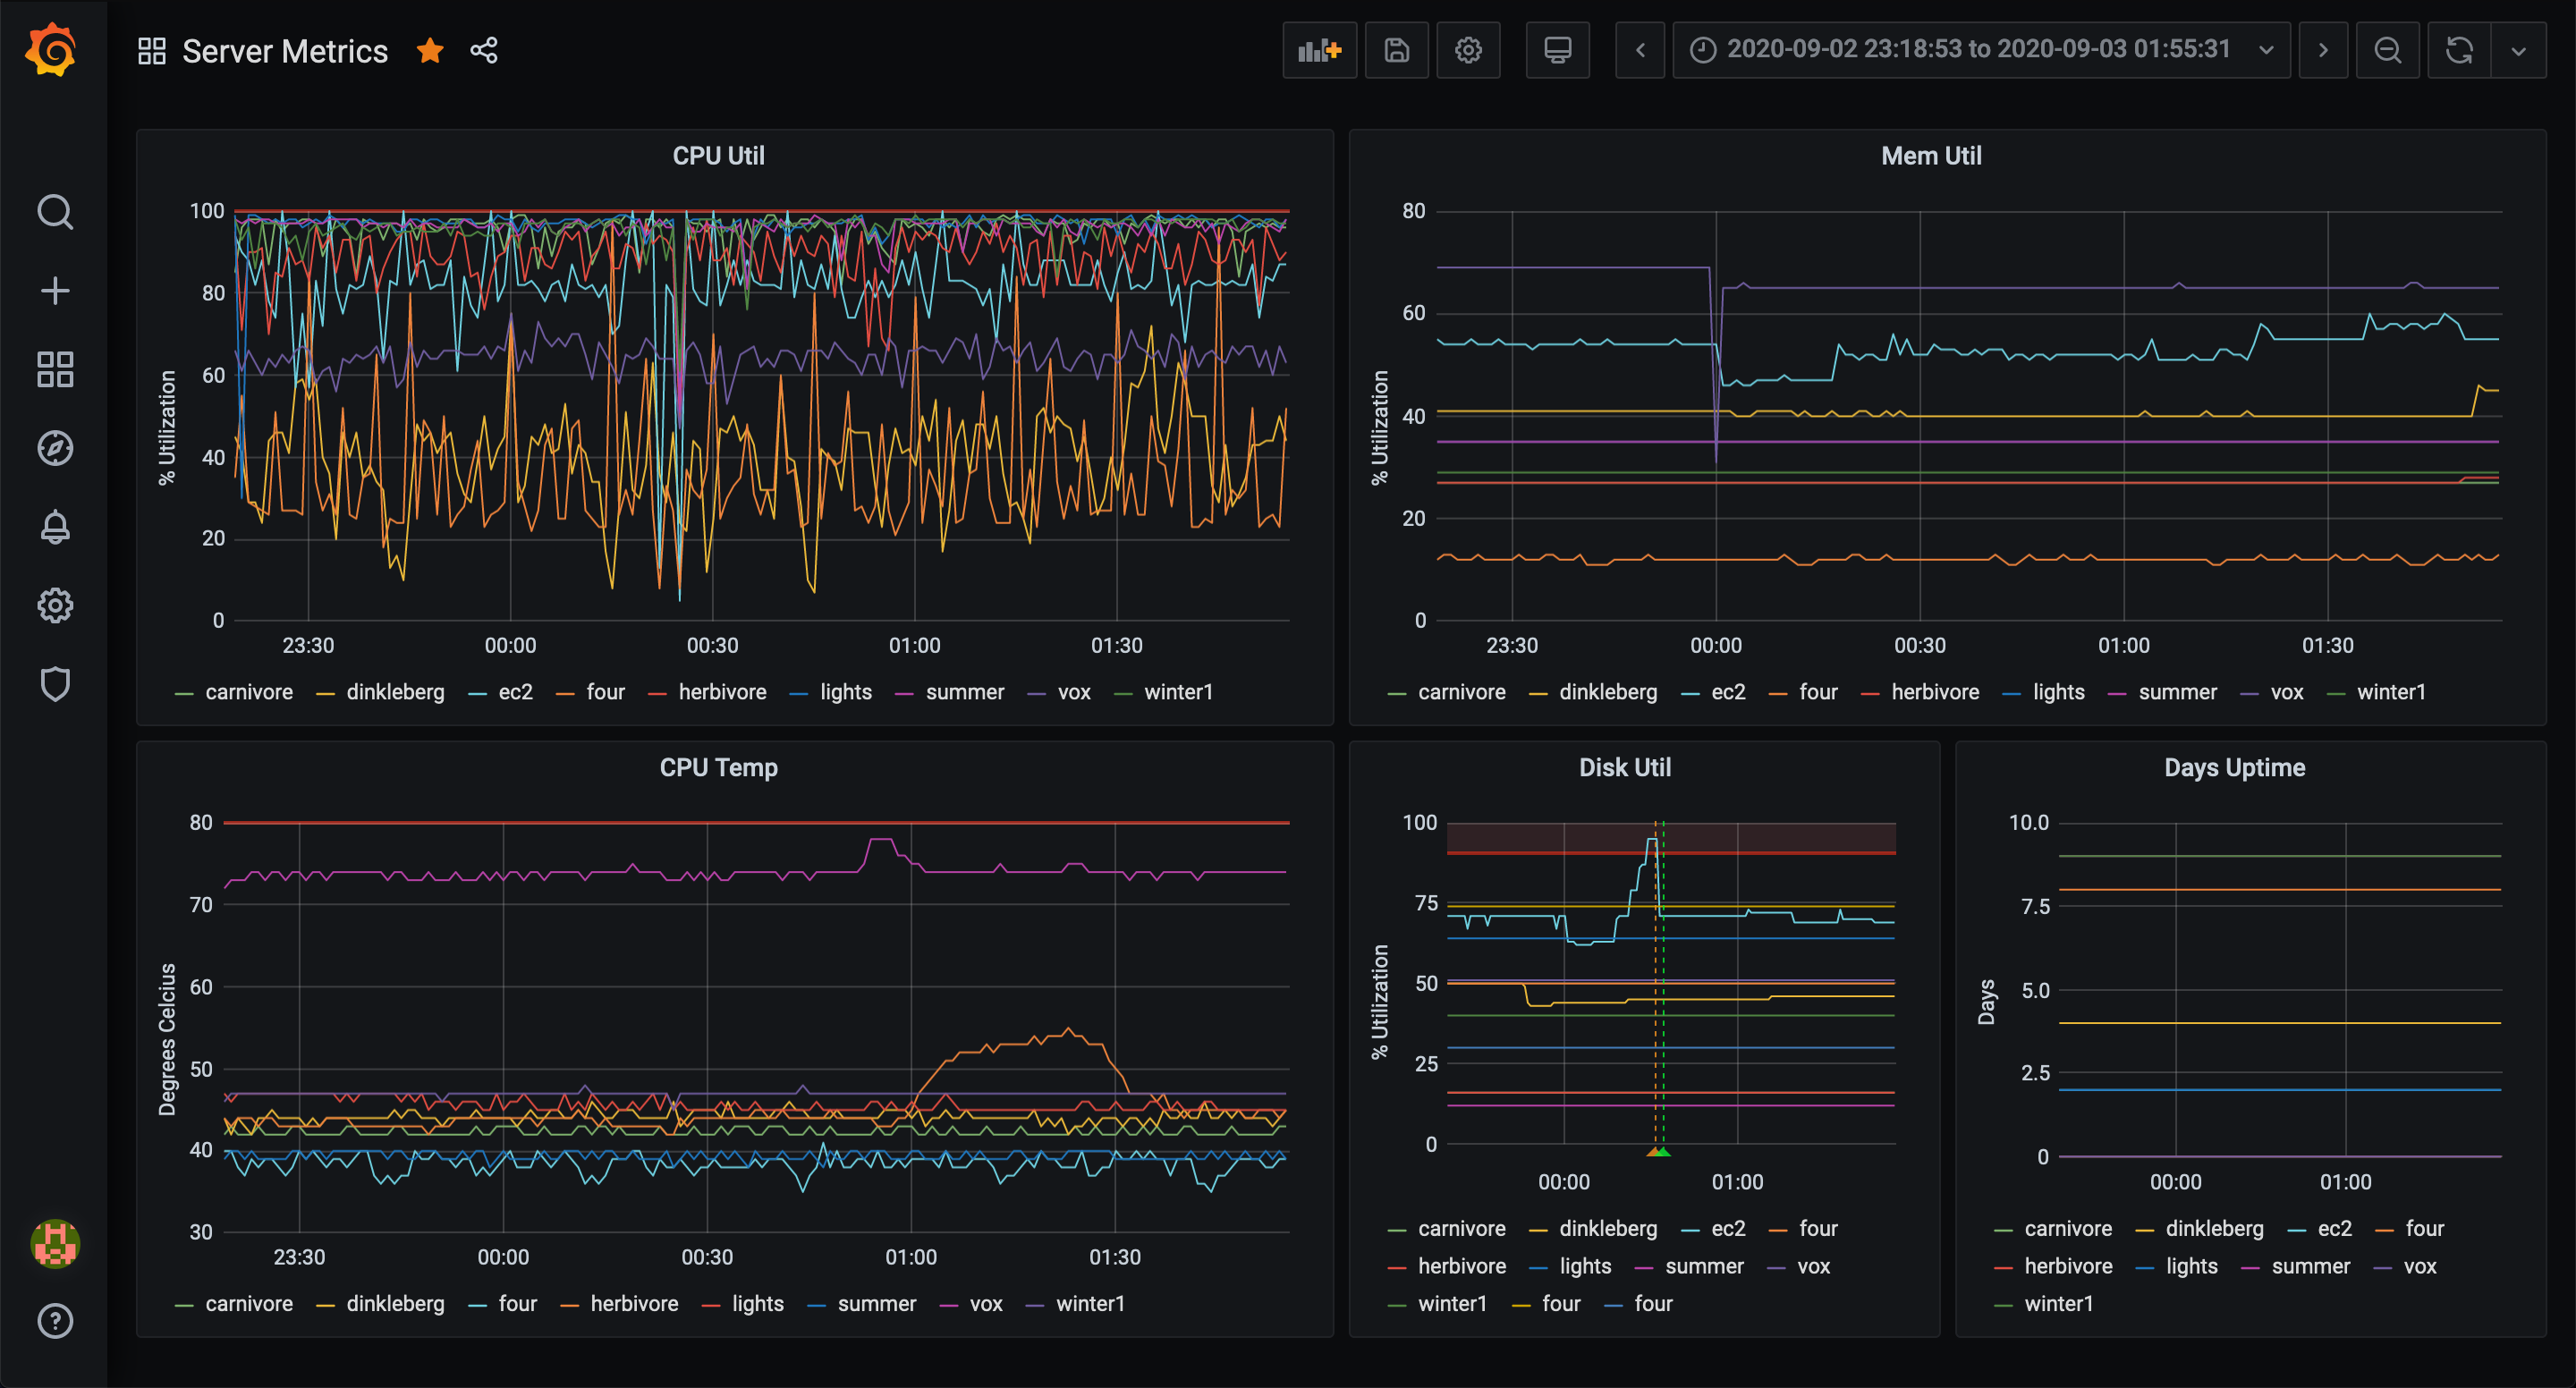 Server Metrics
2020-09-02 23:18:53 to 2020-09-03 01:55:31
CPU Util
% Utilization
100
80
60
40
20
0
23:30 00:00 00:30 01:00 01:30
carnivore dinkleberg ec2 four herbivore lights summer vox winter1
Mem Util
% Utilization
80
60
40
20
0
23:30 00:00 00:30 01:00 01:30
carnivore dinkleberg ec2 four herbivore lights summer vox winter1
CPU Temp
Degrees Celcius
80
70
60
50
40
30
23:30 00:00 00:30 01:00 01:30
carnivore dinkleberg four herbivore lights summer vox winter1
Disk Util
% Utilization
100
75
50
25
0
00:00 01:00
carnivore dinkleberg ec2 four
herbivore lights summer vox
winter1 four four
Days Uptime
Days
10.0
7.5
5.0
2.5
0
00:00 01:00
carnivore dinkleberg ec2 four
herbivore lights summer vox
winter1